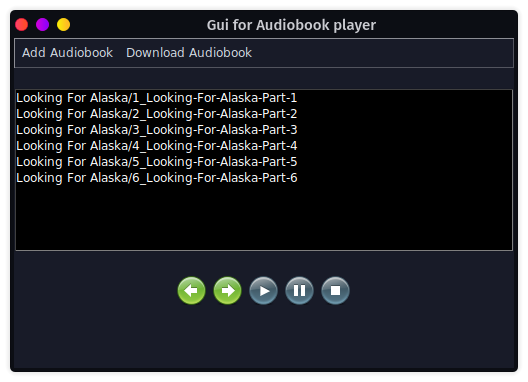 Gui for Audiobook player
Add Audiobook Download Audiobook
Looking For Alaska/1_Looking-For-Alaska-Part-1
Looking For Alaska/2_Looking-For-Alaska-Part-2
Looking For Alaska/3_Looking-For-Alaska-Part-3
Looking For Alaska/4_Looking-For-Alaska-Part-4
Looking For Alaska/5_Looking-For-Alaska-Part-5
Looking For Alaska/6_Looking-For-Alaska-Part-6